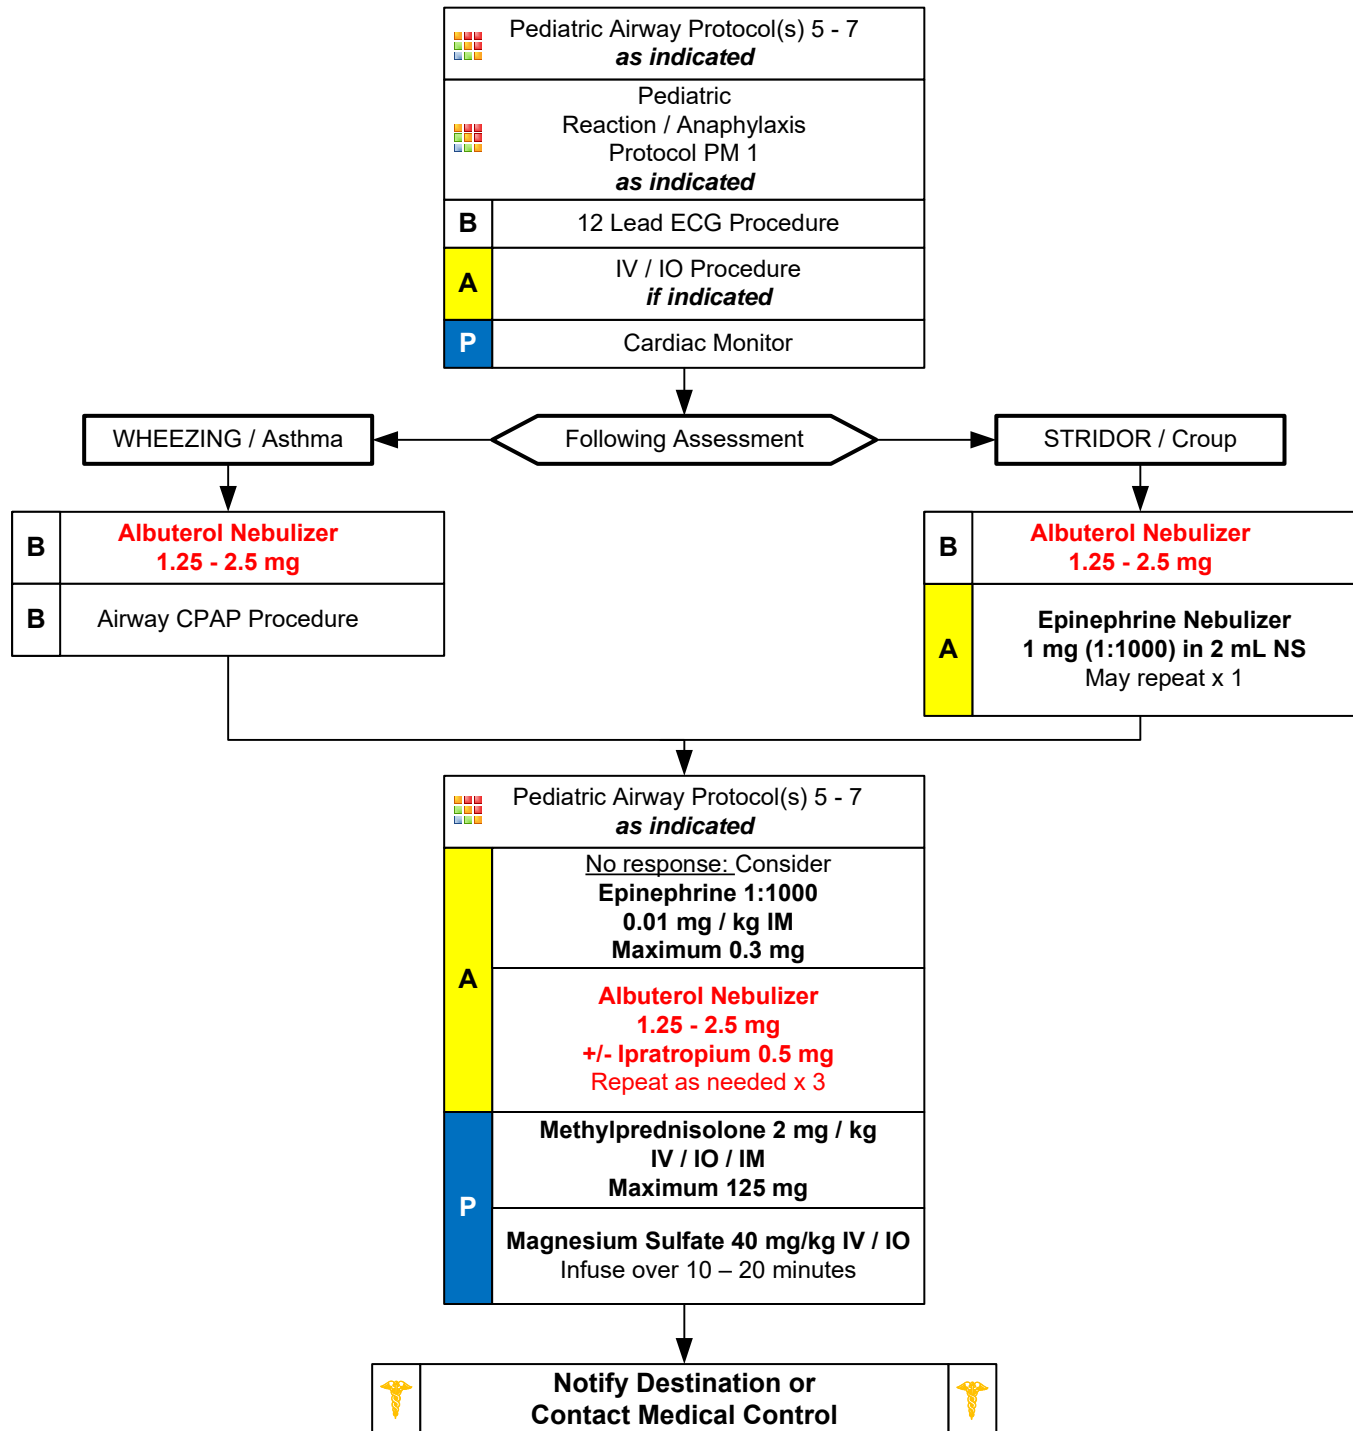 Pediatric Airway Protocol(s) 5 - 7
as indicated
Pediatric
Reaction / Anaphylaxis
Protocol PM 1
as indicated
B
12 Lead ECG Procedure
A
IV / IO Procedure
if indicated
P
Cardiac Monitor
WHEEZING / Asthma
Following Assessment
STRIDOR / Croup
B
Albuterol Nebulizer
1.25 - 2.5 mg
B
Airway CPAP Procedure
B
Albuterol Nebulizer
1.25 - 2.5 mg
A
Epinephrine Nebulizer
1 mg (1:1000) in 2 mL NS
May repeat x 1
Pediatric Airway Protocol(s) 5 - 7
as indicated
A
No response: Consider
Epinephrine 1:1000
0.01 mg / kg IM
Maximum 0.3 mg
Albuterol Nebulizer
1.25 - 2.5 mg
+/- Ipratropium 0.5 mg
Repeat as needed x 3
P
Methylprednisolone 2 mg / kg
IV / IO / IM
Maximum 125 mg
Magnesium Sulfate 40 mg/kg IV / IO
Infuse over 10 – 20 minutes
Notify Destination or
Contact Medical Control